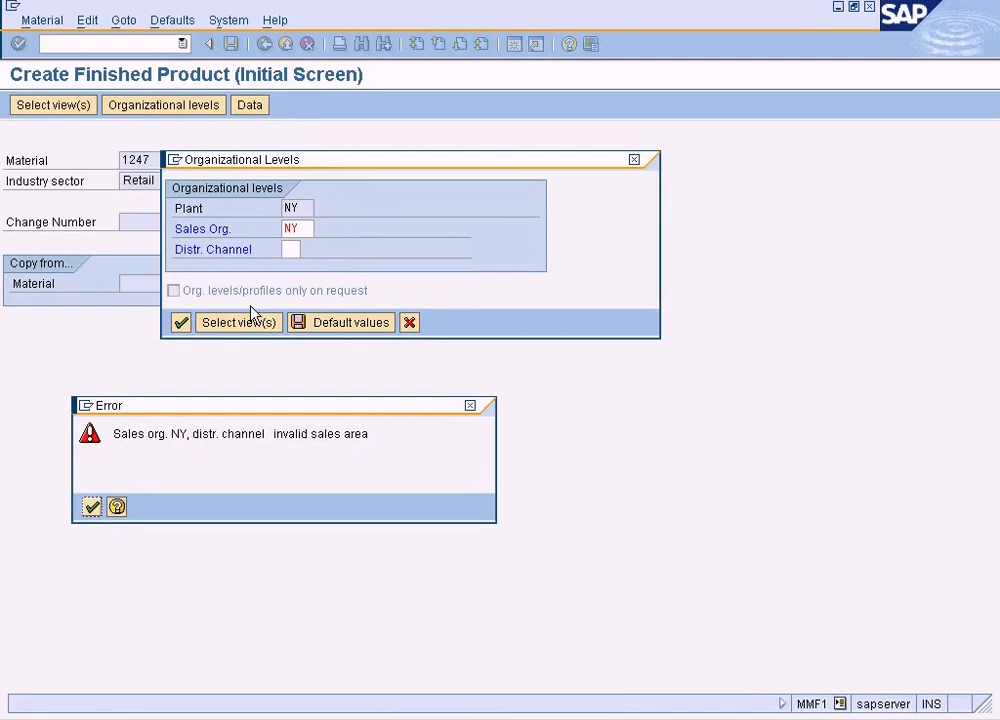 Material Edit Goto Defaults System Help
SAP
Create Finished Product (Initial Screen)
Select view(s) Organizational levels Data
Material 1247
Industry sector Retail
Change Number
Copy from...
Material
Organizational Levels
Organizational levels
Plant NY
Sales Org. NY
Distr. Channel
Org. levels/profiles only on request
Select view(s) Default values
Error
Sales org. NY, distr. channel invalid sales area
MMF1 sapserver INS